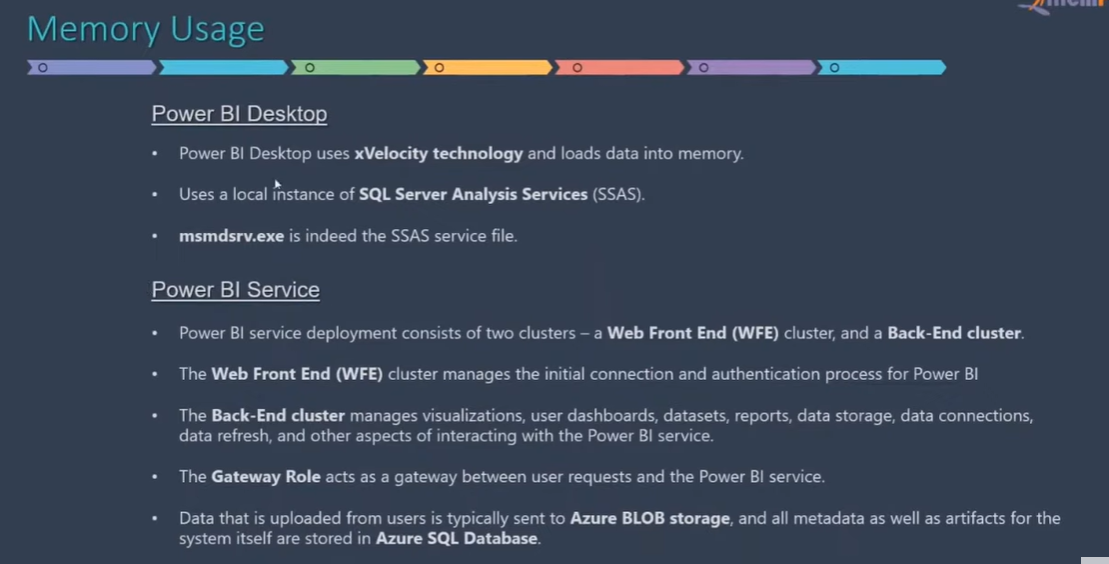 Memory Usage
Power BI Desktop
• Power BI Desktop uses xVelocity technology and loads data into memory.
• Uses a local instance of SQL Server Analysis Services (SSAS).
• msmdsrv.exe is indeed the SSAS service file.
Power BI Service
• Power BI service deployment consists of two clusters – a Web Front End (WFE) cluster, and a Back-End cluster.
• The Web Front End (WFE) cluster manages the initial connection and authentication process for Power BI
• The Back-End cluster manages visualizations, user dashboards, datasets, reports, data storage, data connections,
data refresh, and other aspects of interacting with the Power BI service.
• The Gateway Role acts as a gateway between user requests and the Power BI service.
• Data that is uploaded from users is typically sent to Azure BLOB storage, and all metadata as well as artifacts for the
system itself are stored in Azure SQL Database.